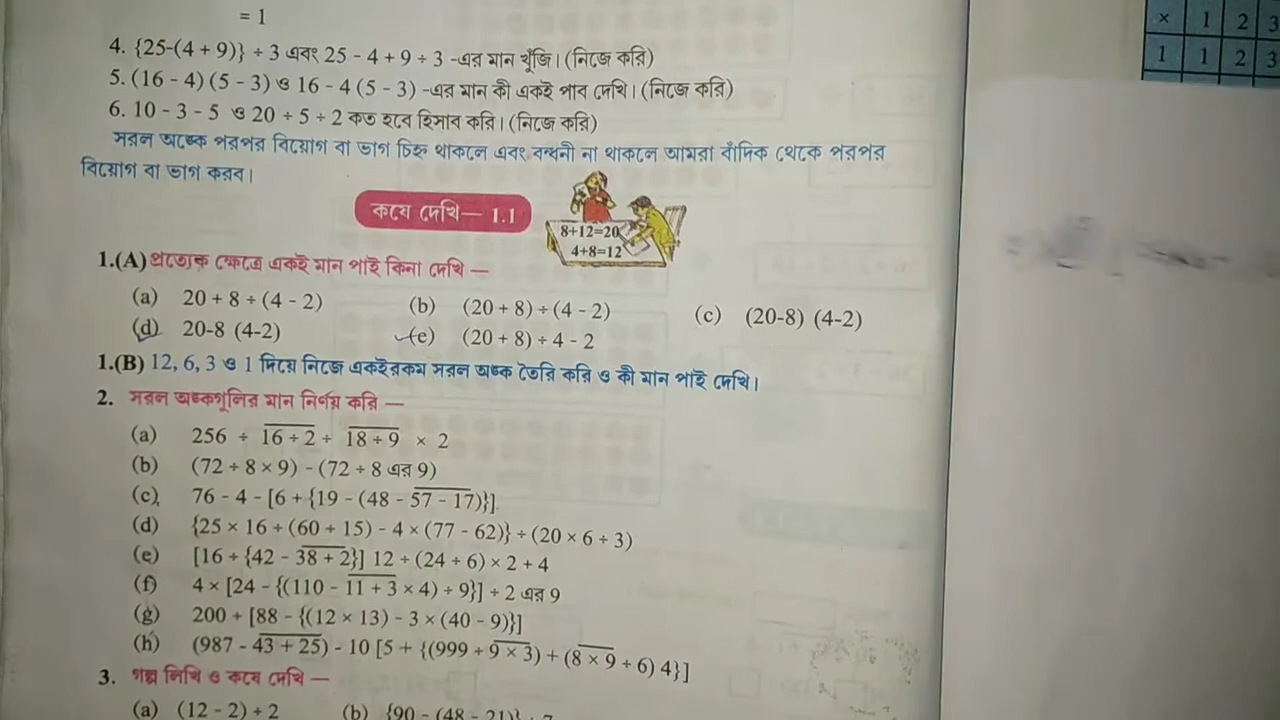 = 1
4. {25-(4 + 9)} ÷ 3 এবং 25 - 4 + 9 ÷ 3 -এর মান খুঁজি। (নিজে করি)
5. (16 - 4) (5 - 3) ও 16 - 4 (5 - 3) -এর মান কী একই পাব দেখি। (নিজে করি)
6. 10 - 3 - 5 ও 20 ÷ 5 ÷ 2 কত হবে হিসাব করি। (নিজে করি)
সরল অঙ্কে পরপর বিয়োগ বা ভাগ চিহ্ন থাকলে এবং বন্ধনী না থাকলে আমরা বাঁদিক থেকে পরপর
বিয়োগ বা ভাগ করব।
কষে দেখি— 1.1
8+12=20
4+8=12
1.(A) প্রত্যেক ক্ষেত্রে একই মান পাই কিনা দেখি —
(a) 20 + 8 ÷ (4 - 2) (b) (20 + 8) ÷ (4 - 2) (c) (20-8) (4-2)
(d) 20-8 (4-2) (e) (20 + 8) ÷ 4 - 2
1.(B) 12, 6, 3 ও 1 দিয়ে নিজে একইরকম সরল অঙ্ক তৈরি করি ও কী মান পাই দেখি।
2. সরল অঙ্কগুলির মান নির্ণয় করি —
(a) 256 ÷ 16 ÷ 2 ÷ 18 ÷ 9 × 2
(b) (72 ÷ 8 × 9) - (72 ÷ 8 এর 9)
(c) 76 - 4 - [6 + {19 - (48 - 57 - 17)}]
(d) {25 × 16 ÷ (60 ÷ 15) - 4 × (77 - 62)} ÷ (20 × 6 ÷ 3)
(e) [16 ÷ {42 - 38 + 2}] 12 ÷ (24 ÷ 6) × 2 + 4
(f) 4 × [24 - {(110 - 11 + 3 × 4) ÷ 9}] ÷ 2 এর 9
(g) 200 ÷ [88 - {(12 × 13) - 3 × (40 - 9)}]
(h) (987 - 43 + 25) - 10 [5 + {(999 ÷ 9 × 3) + (8 × 9 ÷ 6) 4}]
3. গল্প লিখি ও কষে দেখি —
(a) (12 - 2) ÷ 2 (b) {90 - (48 - 21)} ÷ 7
× 1 2 3
1 1 2 3